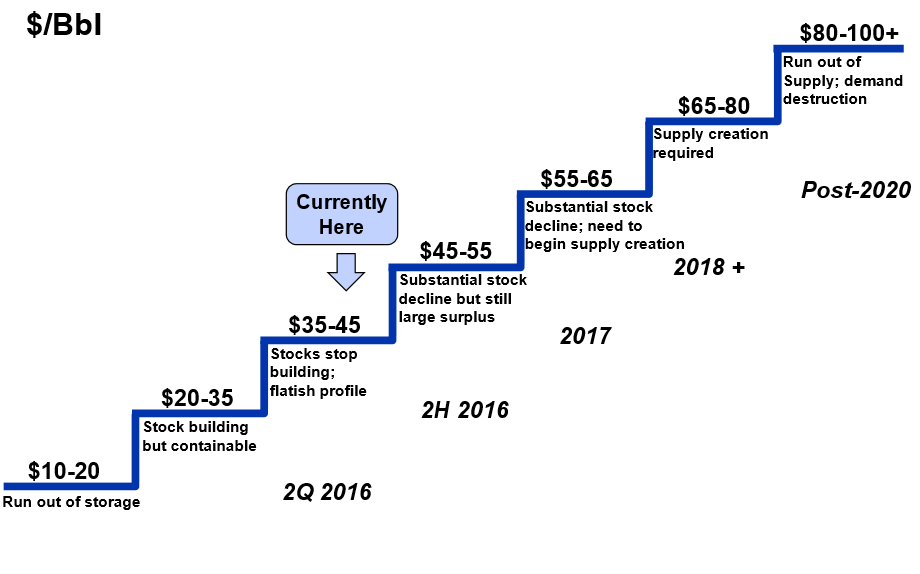 $/Bbl
$10-20
Run out of storage
$20-35
Stock building
but containable
$35-45
Stocks stop
building;
flatish profile
Currently
Here
$45-55
Substantial stock
decline but still
large surplus
$55-65
Substantial stock
decline; need to
begin supply creation
$65-80
Supply creation
required
$80-100+
Run out of
Supply; demand
destruction
2Q 2016
2H 2016
2017
2018 +
Post-2020